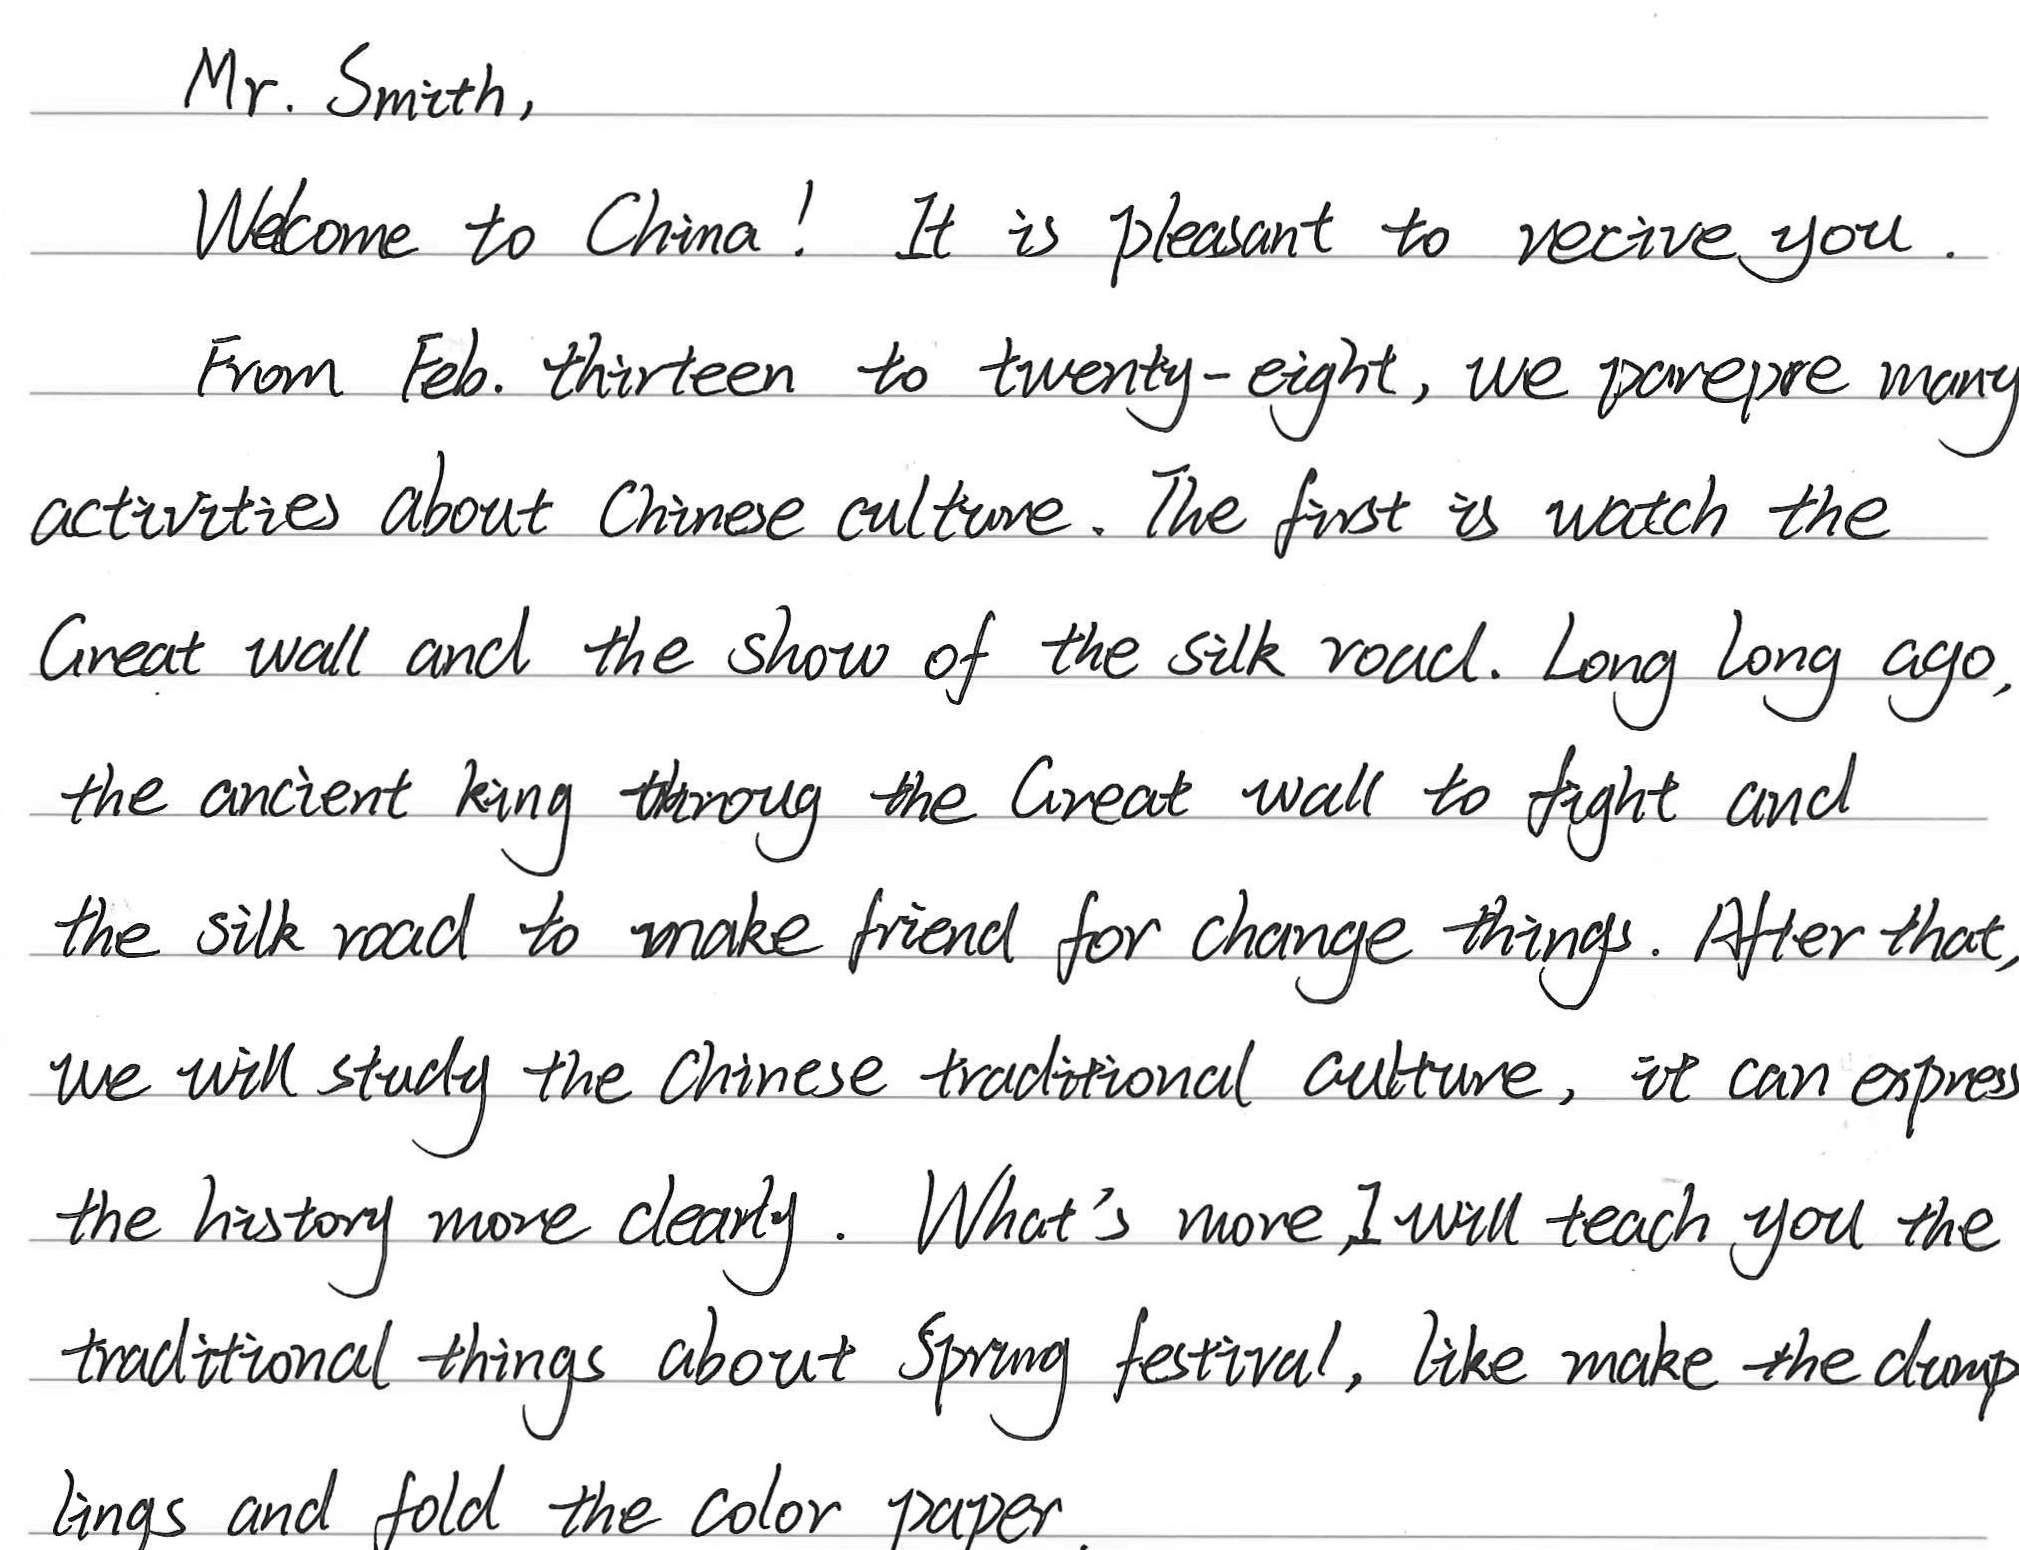 Mr. Smith,
Welcome to China! It is pleasant to recive you.
From Feb. thirteen to twenty-eight, we parepre many
activities about Chinese culture. The first is watch the
Great wall and the show of the silk road. Long long ago,
the ancient king throug the Great wall to fight and
the silk road to make friend for change things. After that,
we will study the Chinese traditional culture, it can express
the history more clearly. What's more, I will teach you the
traditional things about Spring festival, like make the dump
lings and fold the color paper.